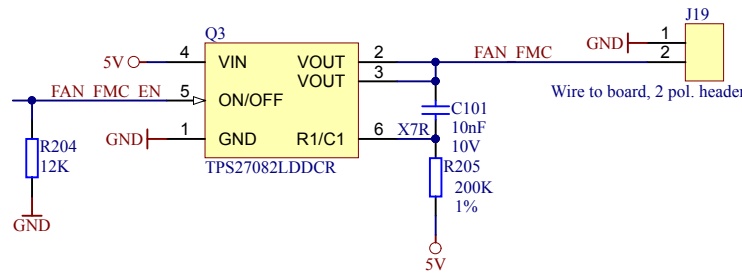 Q3
J19
5V
4
VIN
VOUT
2
FAN_FMC
GND
1
VOUT
3
2
FAN_FMC_EN
5
ON/OFF
Wire to board, 2 pol. header
C101
10nF
10V
GND
1
GND
R1/C1
6
X7R
R204
12K
TPS27082LDDCR
R205
200K
1%
GND
5V